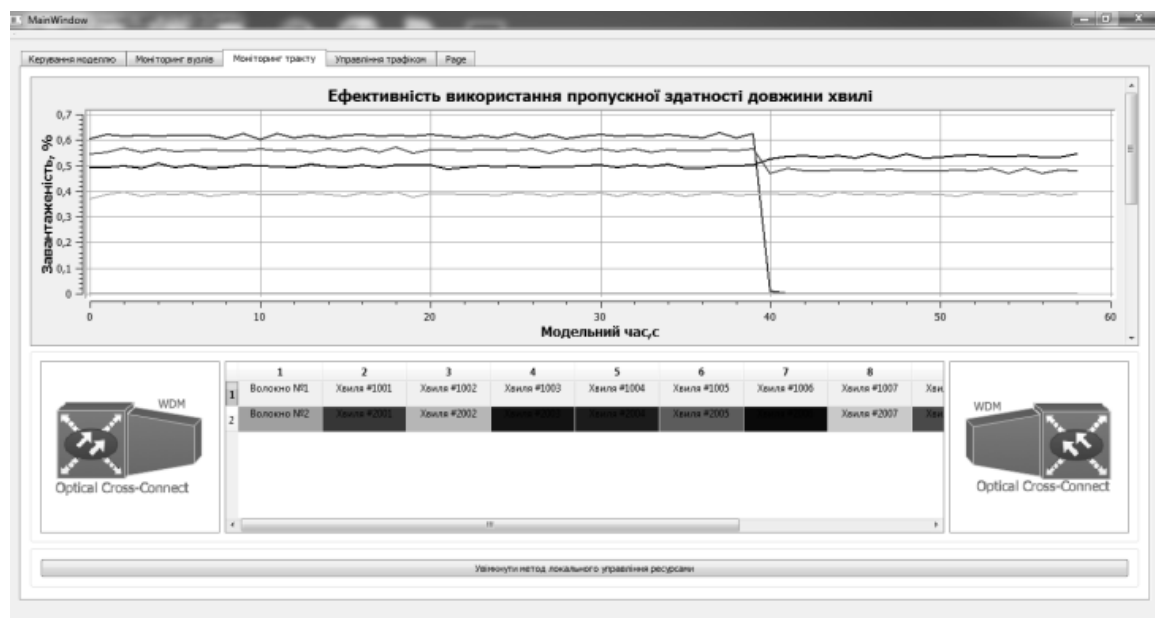 MainWindow
Керування моделлю Моніторинг вузлів Моніторинг тракту Управління трафіком Page
Ефективність використання пропускної здатності довжини хвилі
Завантаженість, %
0,7
0,6
0,5
0,4
0,3
0,2
0,1
0
0 10 20 30 40 50 60
Модельний час,с
1 2 3 4 5 6 7 8
1 Волокно №1 Хвиля #1001 Хвиля #1002 Хвиля #1003 Хвиля #1004 Хвиля #1005 Хвиля #1006 Хвиля #1007 Хви
2 Волокно №2 Хвиля #2001 Хвиля #2002 Хвиля #2005 Хвиля #2007
WDM
Optical Cross-Connect
WDM
Optical Cross-Connect
Увімкнути метод локального управління ресурсами